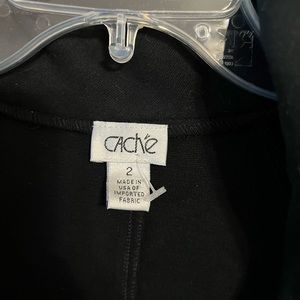 caché
2
MADE IN
USA OF
IMPORTED
FABRIC